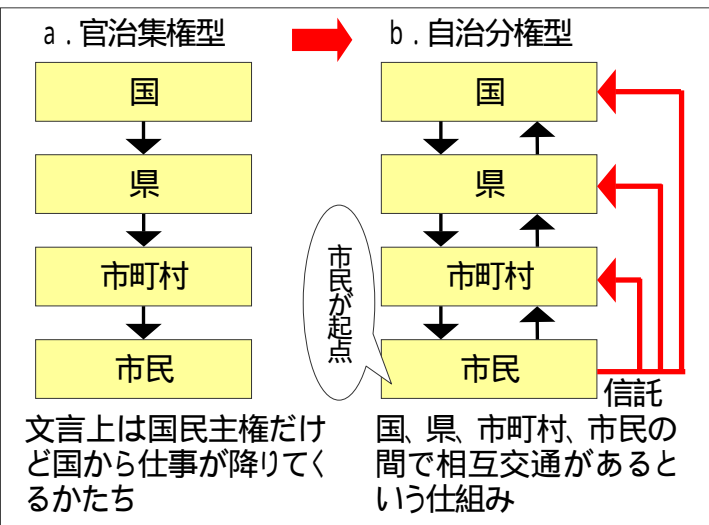 a．官治集権型
国
県
市町村
市民
文言上は国民主権だけ
ど国から仕事が降りてく
るかたち
b．自治分権型
国
県
市町村
市民
市民が起点
信託
国、県、市町村、市民の
間で相互交通があると
いう仕組み